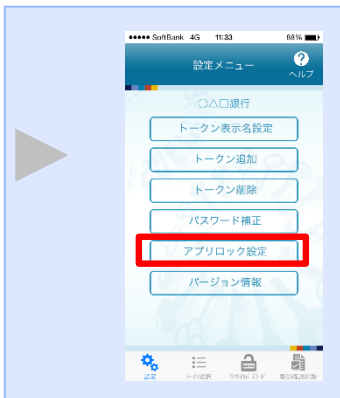 ●●●●● SoftBank 4G 11:33 88%
設定メニュー
ヘルプ
○△□銀行
トークン表示名設定
トークン追加
トークン削除
パスワード補正
アプリロック設定
バージョン情報
設定